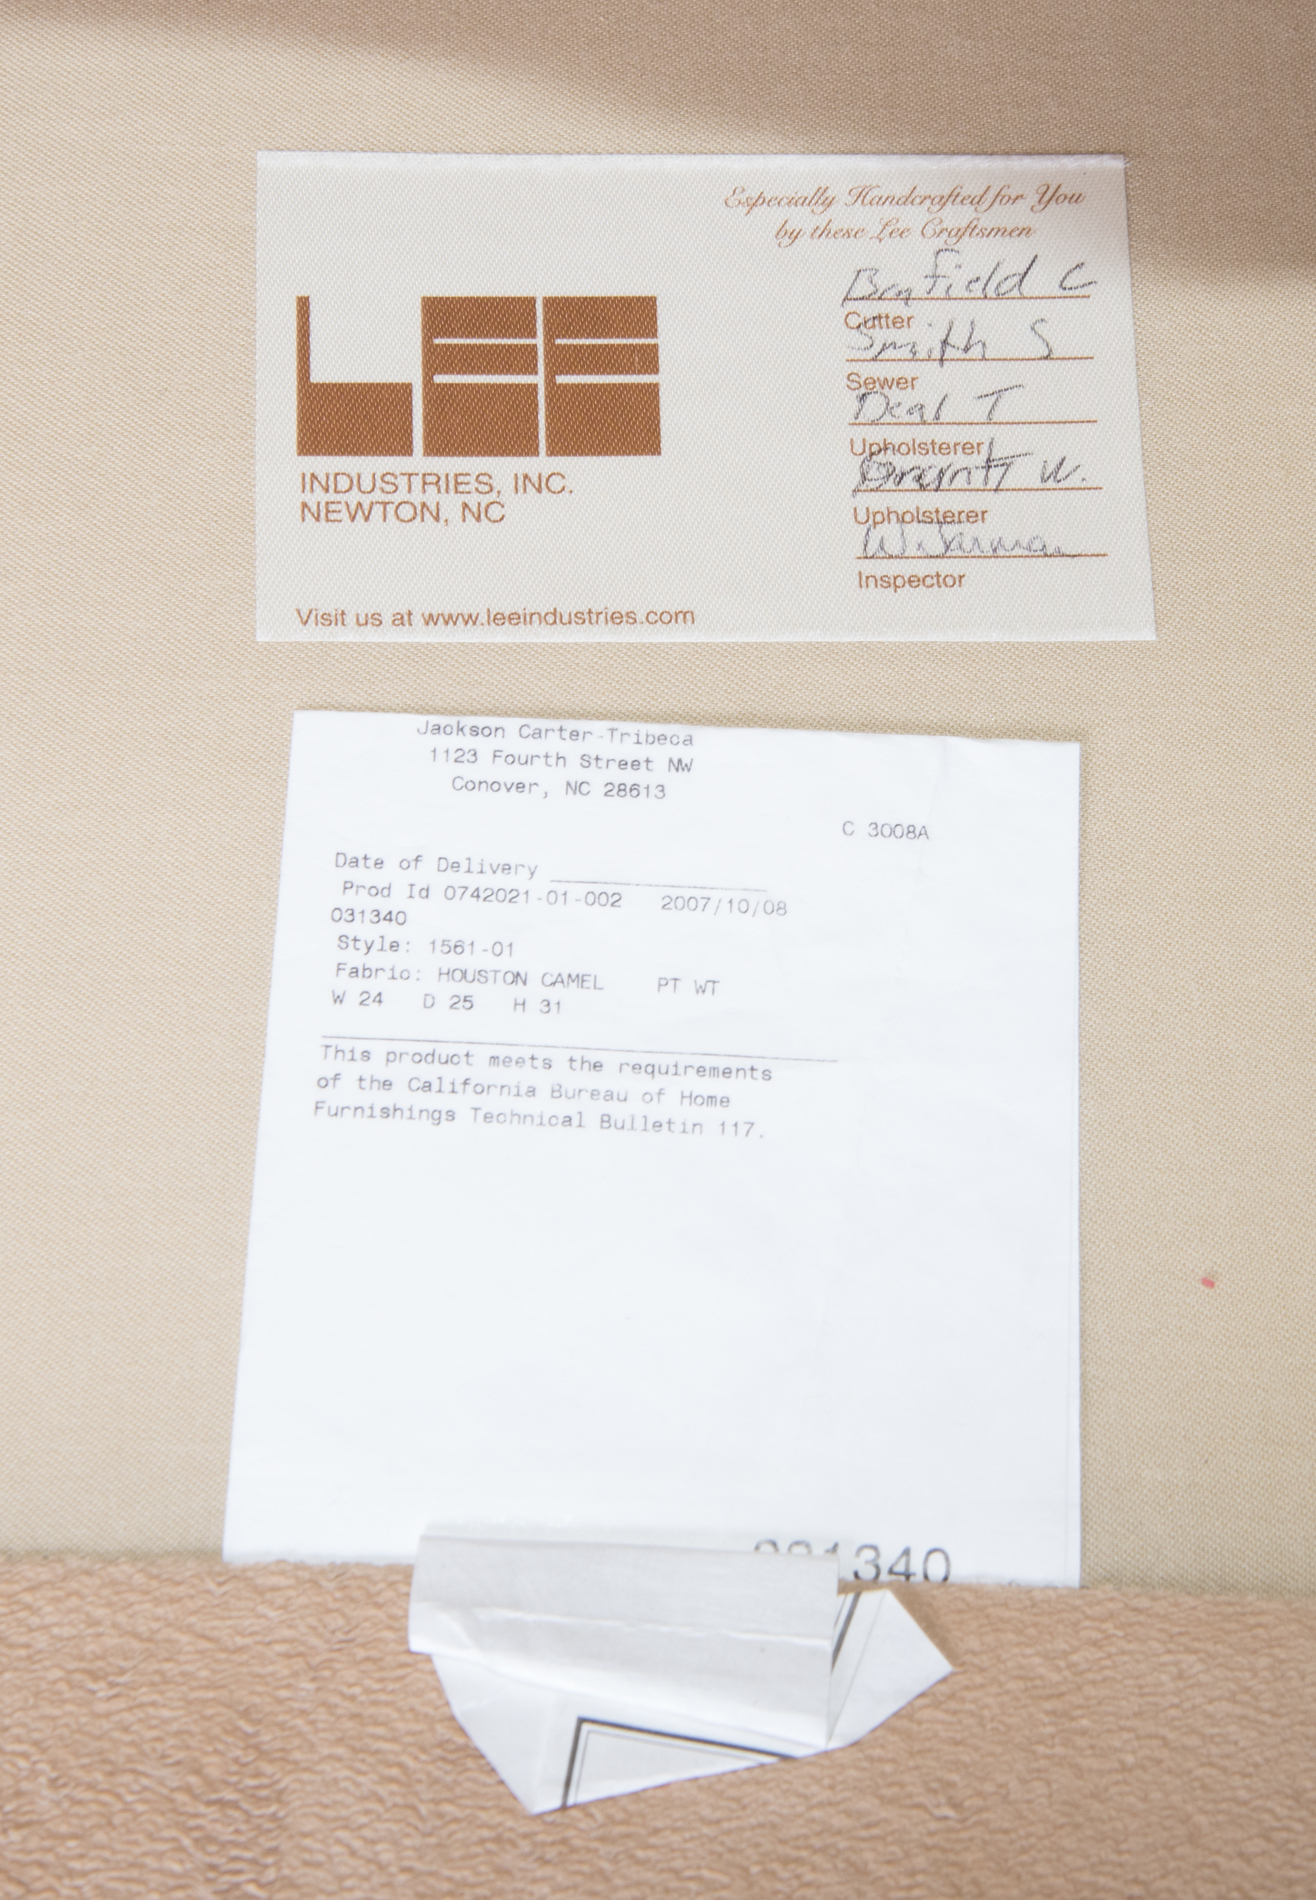 Especially Handcrafted for You
by these Lee Craftsmen
LEE
INDUSTRIES, INC.
NEWTON, NC
Visit us at www.leeindustries.com
C
Cutter
Smith S
Sewer
Deal T
Upholsterer
W.
Upholsterer
W. Jarman
Inspector
Jackson Carter-Tribeca
1123 Fourth Street NW
Conover, NC 28613
C 3008A
Date of Delivery
Prod Id 0742021-01-002 2007/10/08
031340
Style: 1561-01
Fabric: HOUSTON CAMEL PT WT
W 24 D 25 H 31
This product meets the requirements
of the California Bureau of Home
Furnishings Technical Bulletin 117.
031340